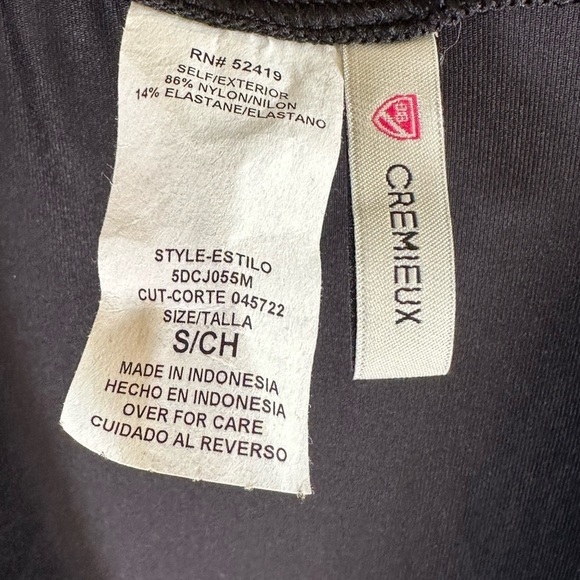 RN# 52419
SELF/EXTERIOR
86% NYLON/NILON
14% ELASTANE/ELASTANO
STYLE-ESTILO
5DCJ055M
CUT-CORTE 045722
SIZE/TALLA
S/CH
MADE IN INDONESIA
HECHO EN INDONESIA
OVER FOR CARE
CUIDADO AL REVERSO
CREMIEUX